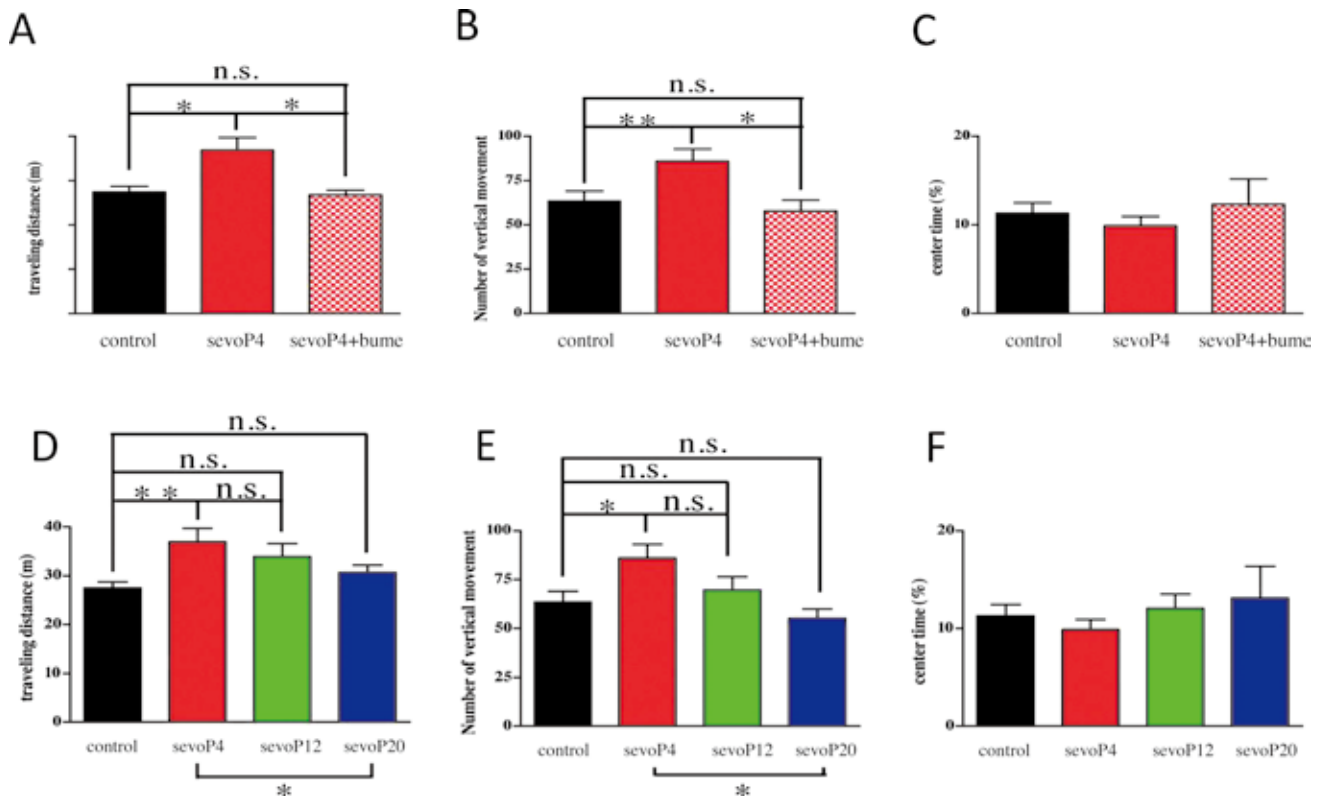 A
n.s.
* *
traveling distance (m)
control sevoP4 sevoP4+bume
B
n.s.
** *
Number of vertical movement
100
75
50
25
0
control sevoP4 sevoP4+bume
C
center time (%)
20
10
0
control sevoP4 sevoP4+bume
D
n.s.
n.s.
** n.s.
traveling distance (m)
40
30
20
10
0
control sevoP4 sevoP12 sevoP20
*
E
n.s.
n.s.
* n.s.
Number of vertical movement
100
75
50
25
0
control sevoP4 sevoP12 sevoP20
*
F
center time (%)
20
10
0
control sevoP4 sevoP12 sevoP20